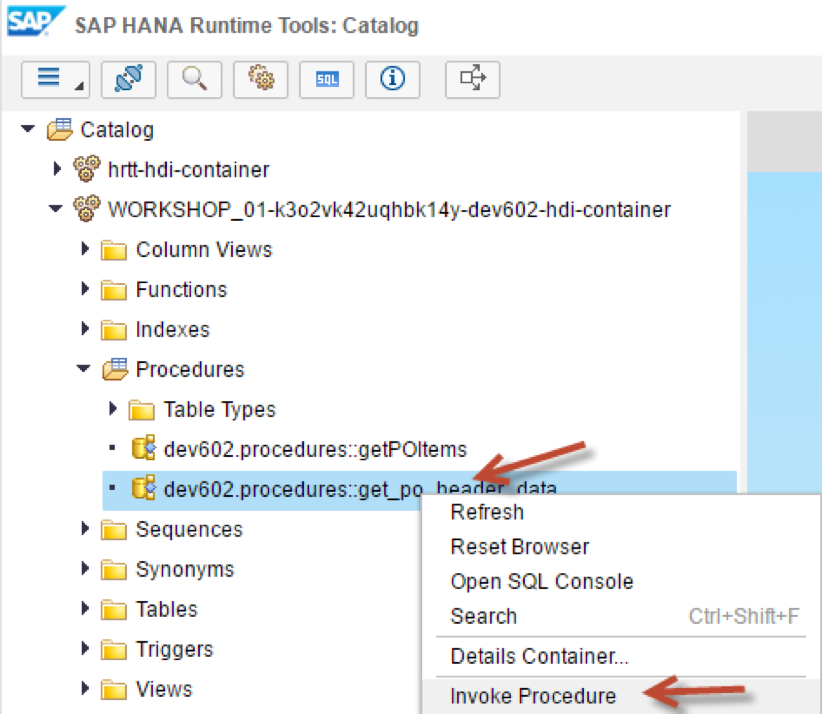 SAP SAP HANA Runtime Tools: Catalog
SQL
Catalog
hrtt-hdi-container
WORKSHOP_01-k3o2vk42uqhbk14y-dev602-hdi-container
Column Views
Functions
Indexes
Procedures
Table Types
dev602.procedures::getPOItems
dev602.procedures::get_po_header_data
Sequences
Synonyms
Tables
Triggers
Views
Refresh
Reset Browser
Open SQL Console
Search Ctrl+Shift+F
Details Container...
Invoke Procedure